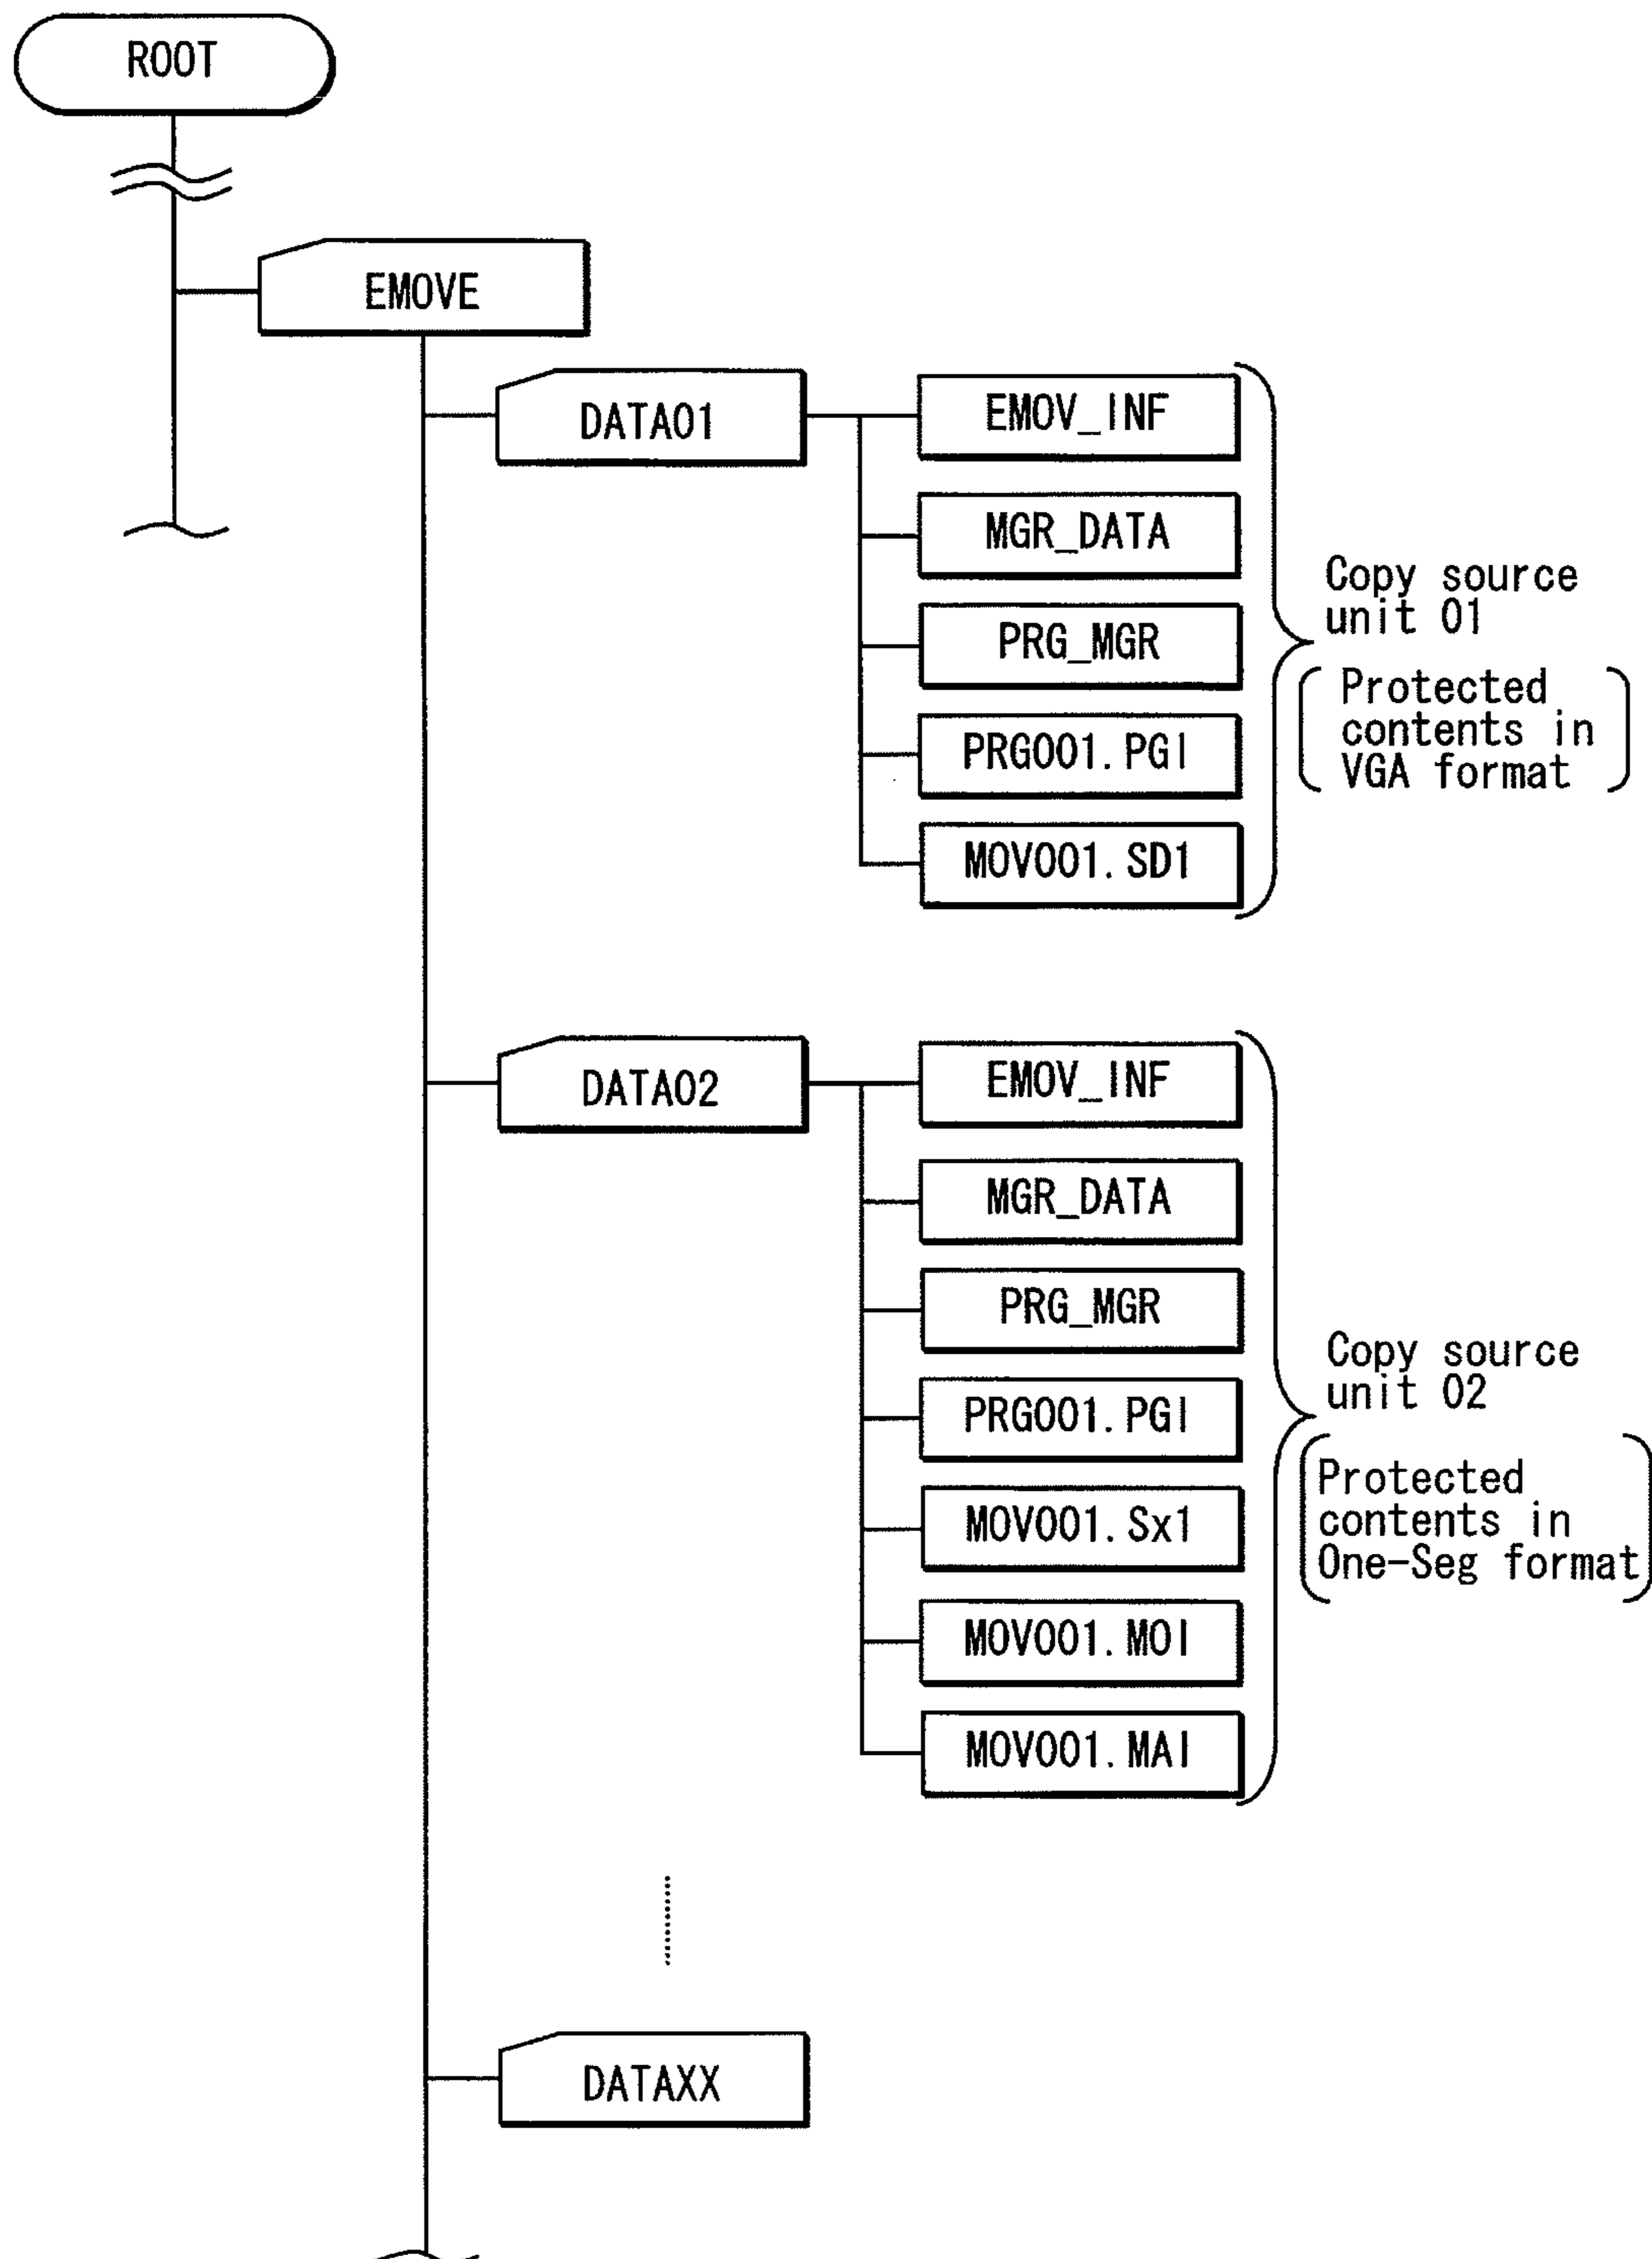 ROOT
EMOVE
DATA01
EMOV_INF
MGR_DATA
PRG_MGR
PRG001.PGI
MOV001.SD1
Copy source
unit 01
Protected
contents in
VGA format
DATA02
EMOV_INF
MGR_DATA
PRG_MGR
PRG001.PGI
MOV001.Sx1
MOV001.MOI
MOV001.MAI
Copy source
unit 02
Protected
contents in
One-Seg format
DATAXX